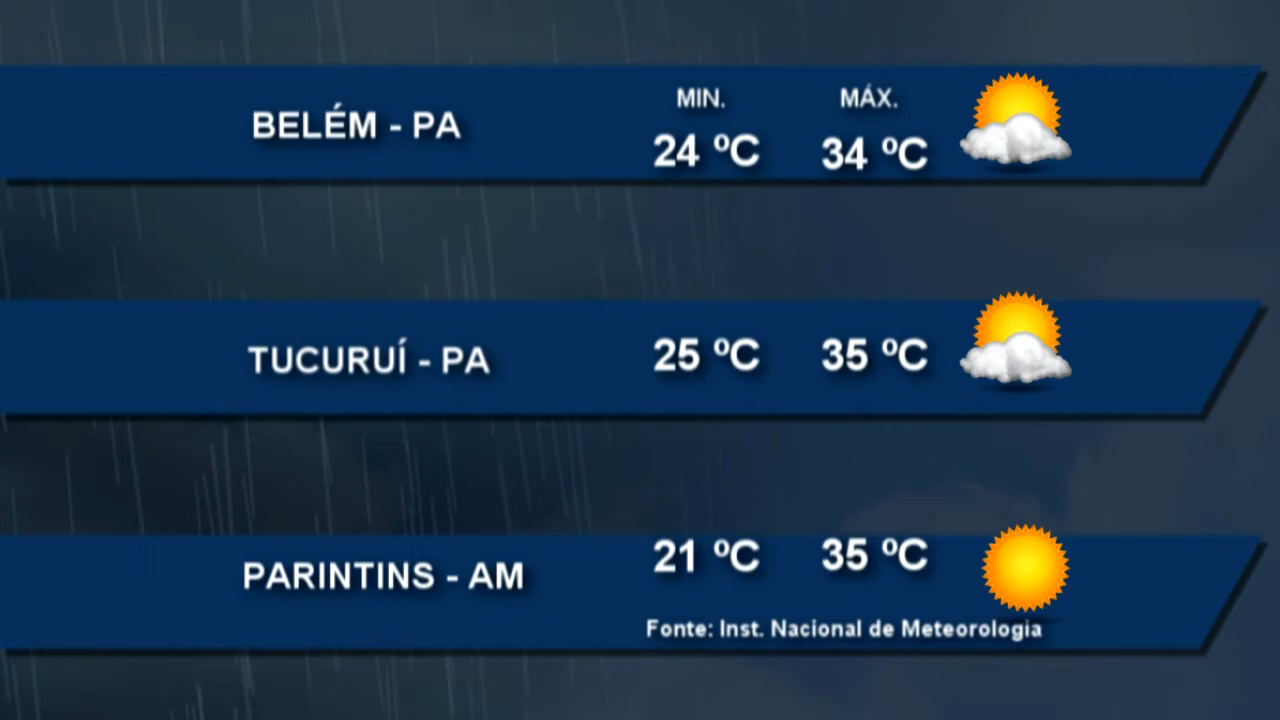 MIN. MÁX.
BELÉM - PA 24 ºC 34 ºC
TUCURUÍ - PA 25 ºC 35 ºC
PARINTINS - AM 21 ºC 35 ºC
Fonte: Inst. Nacional de Meteorologia